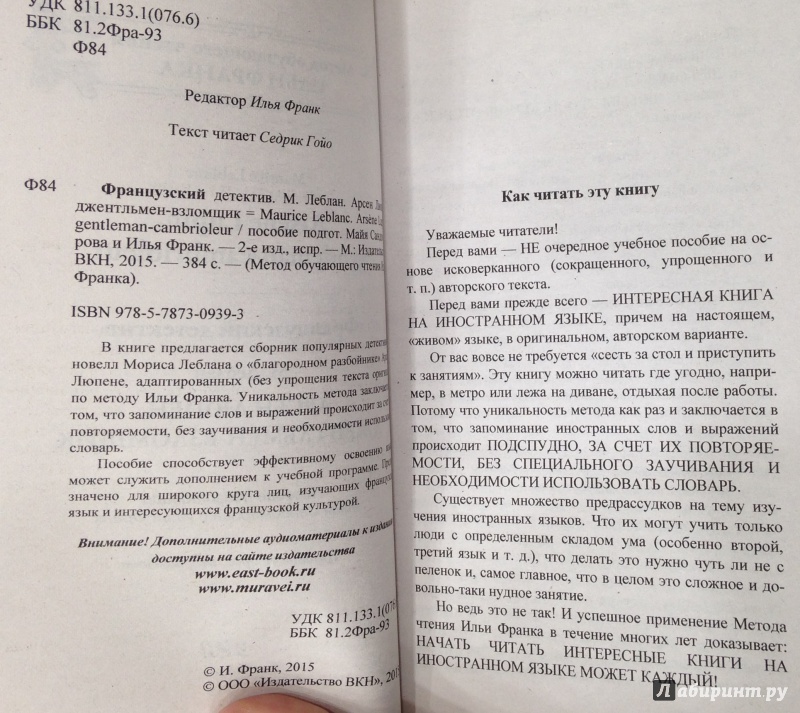 УДК 811.133.1(076.6)
ББК 81.2Фра-93
Ф84
Редактор Илья Франк
Текст читает Седрик Гойо
Ф84 Французский детектив. М. Леблан. Арсен
джентльмен-взломщик = Maurice Leblanc. Arsène
gentleman-cambrioleur / пособие подгот. Майя
рова и Илья Франк. — 2-е изд., испр. — М.:
ВКН, 2015. — 384 с. — (Метод обучающего чтения
Франка).
ISBN 978-5-7873-0939-3
В книге предлагается сборник популярных
новелл Мориса Леблана о «благородном разбойнике»
Люпене, адаптированных (без упрощения текста
по методу Ильи Франка. Уникальность метода
том, что запоминание слов и выражений происходит за
повторяемости, без заучивания и необходимости
словарь.
Пособие способствует эффективному освоению
может служить дополнением к учебной программе.
значено для широкого круга лиц, изучающих
язык и интересующихся французской культурой.
Внимание! Дополнительные аудиоматериалы к
доступны на сайте издательства
www.east-book.ru
www.muravei.ru
УДК 811.133.1(076
ББК 81.2Фра-93
© И. Франк, 2015
© ООО «Издательство ВКН», 2015
Как читать эту книгу
Уважаемые читатели!
Перед вами — НЕ очередное учебное пособие на ос-
нове исковерканного (сокращенного, упрощенного и
т. п.) авторского текста.
Перед вами прежде всего — ИНТЕРЕСНАЯ КНИГА
НА ИНОСТРАННОМ ЯЗЫКЕ, причем на настоящем,
«живом» языке, в оригинальном, авторском варианте.
От вас вовсе не требуется «сесть за стол и приступить
к занятиям». Эту книгу можно читать где угодно, напри-
мер, в метро или лежа на диване, отдыхая после работы.
Потому что уникальность метода как раз и заключается в
том, что запоминание иностранных слов и выражений
происходит ПОДСПУДНО, ЗА СЧЕТ ИХ ПОВТОРЯЕ-
МОСТИ, БЕЗ СПЕЦИАЛЬНОГО ЗАУЧИВАНИЯ И
НЕОБХОДИМОСТИ ИСПОЛЬЗОВАТЬ СЛОВАРЬ.
Существует множество предрассудков на тему изу-
чения иностранных языков. Что их могут учить только
люди с определенным складом ума (особенно второй,
третий язык и т. д.), что делать это нужно чуть ли не с
пеленок и, самое главное, что в целом это сложное и до-
вольно-таки нудное занятие.
Но ведь это не так! И успешное применение Метода
чтения Ильи Франка в течение многих лет доказывает:
НАЧАТЬ ЧИТАТЬ ИНТЕРЕСНЫЕ КНИГИ НА
ИНОСТРАННОМ ЯЗЫКЕ МОЖЕТ КАЖДЫЙ!
Лабиринт.ру